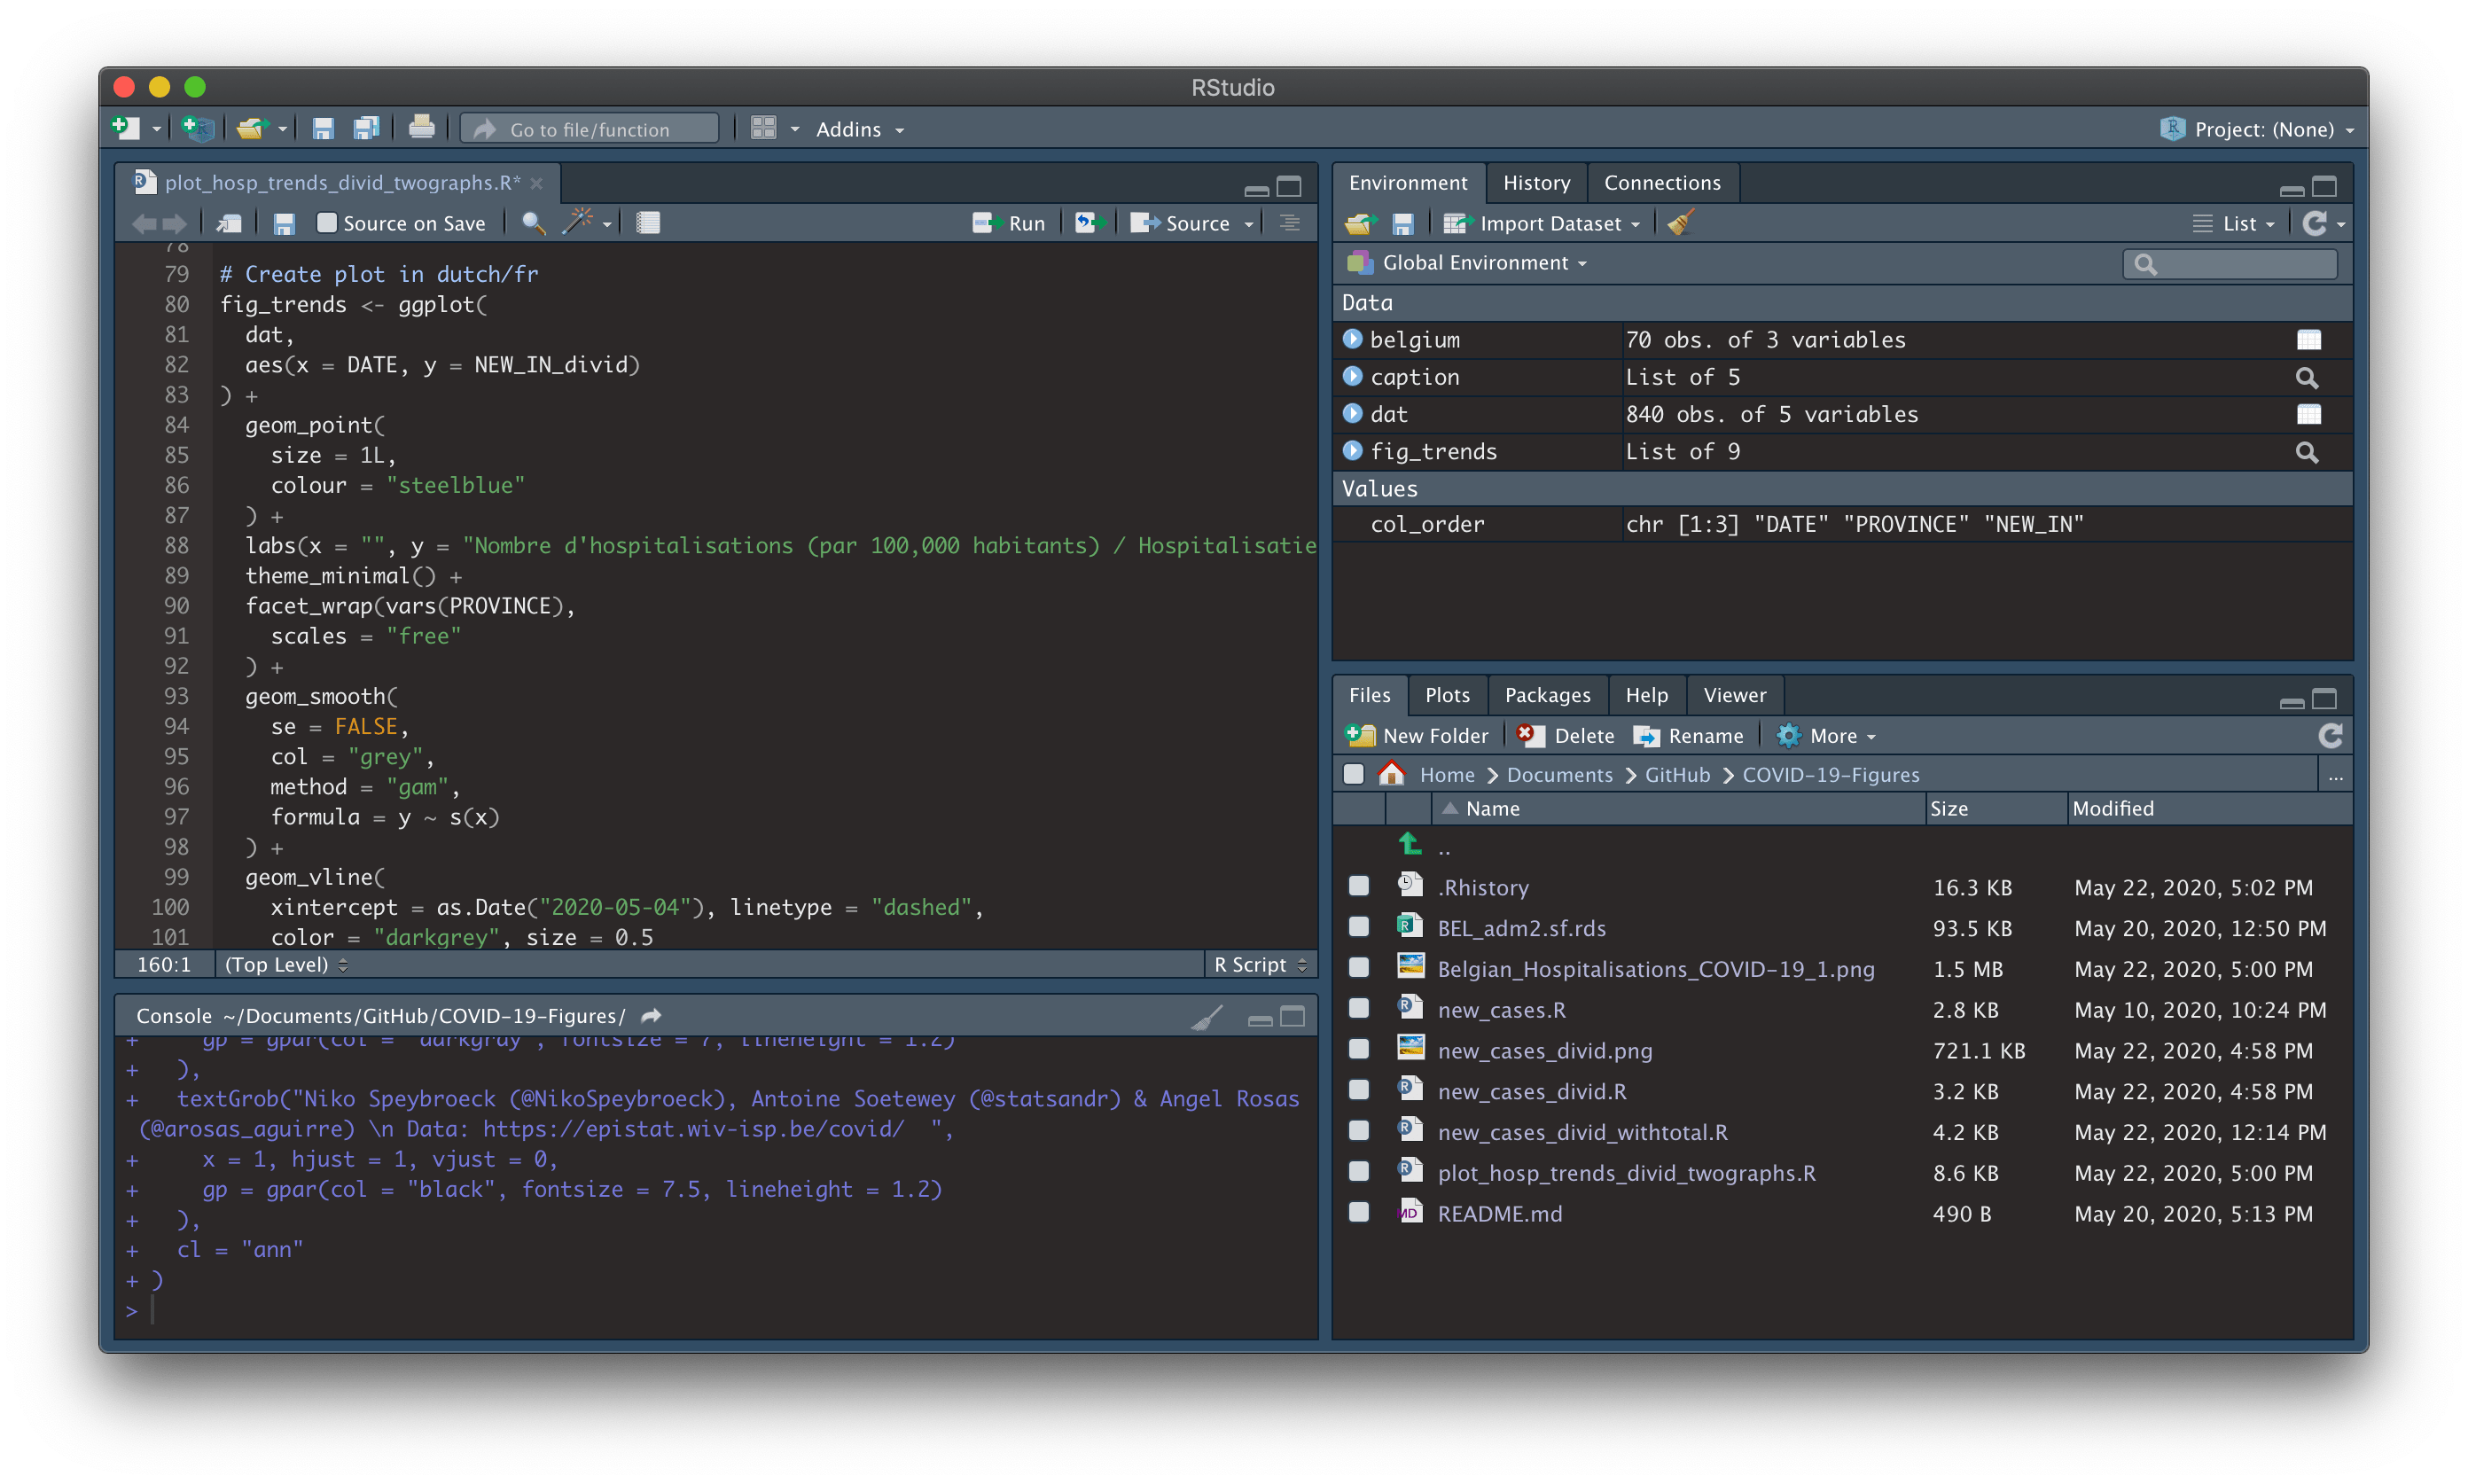 RStudio
Go to file/function
Addins
Project: (None)
plot_hosp_trends_divid_twographs.R*
Source on Save
Run
Source
78
79 # Create plot in dutch/fr
80 fig_trends <- ggplot(
81 dat,
82 aes(x = DATE, y = NEW_IN_divid)
83 ) +
84 geom_point(
85 size = 1L,
86 colour = "steelblue"
87 ) +
88 labs(x = "", y = "Nombre d'hospitalisations (par 100,000 habitants) / Hospitalisatie
89 theme_minimal() +
90 facet_wrap(vars(PROVINCE),
91 scales = "free"
92 ) +
93 geom_smooth(
94 se = FALSE,
95 col = "grey",
96 method = "gam",
97 formula = y ~ s(x)
98 ) +
99 geom_vline(
100 xintercept = as.Date("2020-05-04"), linetype = "dashed",
101 color = "darkgrey", size = 0.5
160:1 (Top Level) R Script
Console ~/Documents/GitHub/COVID-19-Figures/
+ gp = gpar(col = "darkgray", fontsize = 7, lineheight = 1.2)
+ ),
+ textGrob("Niko Speybroeck (@NikoSpeybroeck), Antoine Soetewey (@statsandr) & Angel Rosas
(@arosas_aguirre) \n Data: https://epistat.wiv-isp.be/covid/ ",
+ x = 1, hjust = 1, vjust = 0,
+ gp = gpar(col = "black", fontsize = 7.5, lineheight = 1.2)
+ ),
+ cl = "ann"
+ )
>
Environment History Connections
Import Dataset List
Global Environment
Data
belgium 70 obs. of 3 variables
caption List of 5
dat 840 obs. of 5 variables
fig_trends List of 9
Values
col_order chr [1:3] "DATE" "PROVINCE" "NEW_IN"
Files Plots Packages Help Viewer
New Folder Delete Rename More
Home Documents GitHub COVID-19-Figures ...
Name Size Modified
..
.Rhistory 16.3 KB May 22, 2020, 5:02 PM
BEL_adm2.sf.rds 93.5 KB May 20, 2020, 12:50 PM
Belgian_Hospitalisations_COVID-19_1.png 1.5 MB May 22, 2020, 5:00 PM
new_cases.R 2.8 KB May 10, 2020, 10:24 PM
new_cases_divid.png 721.1 KB May 22, 2020, 4:58 PM
new_cases_divid.R 3.2 KB May 22, 2020, 4:58 PM
new_cases_divid_withtotal.R 4.2 KB May 22, 2020, 12:14 PM
plot_hosp_trends_divid_twographs.R 8.6 KB May 22, 2020, 5:00 PM
README.md 490 B May 20, 2020, 5:13 PM